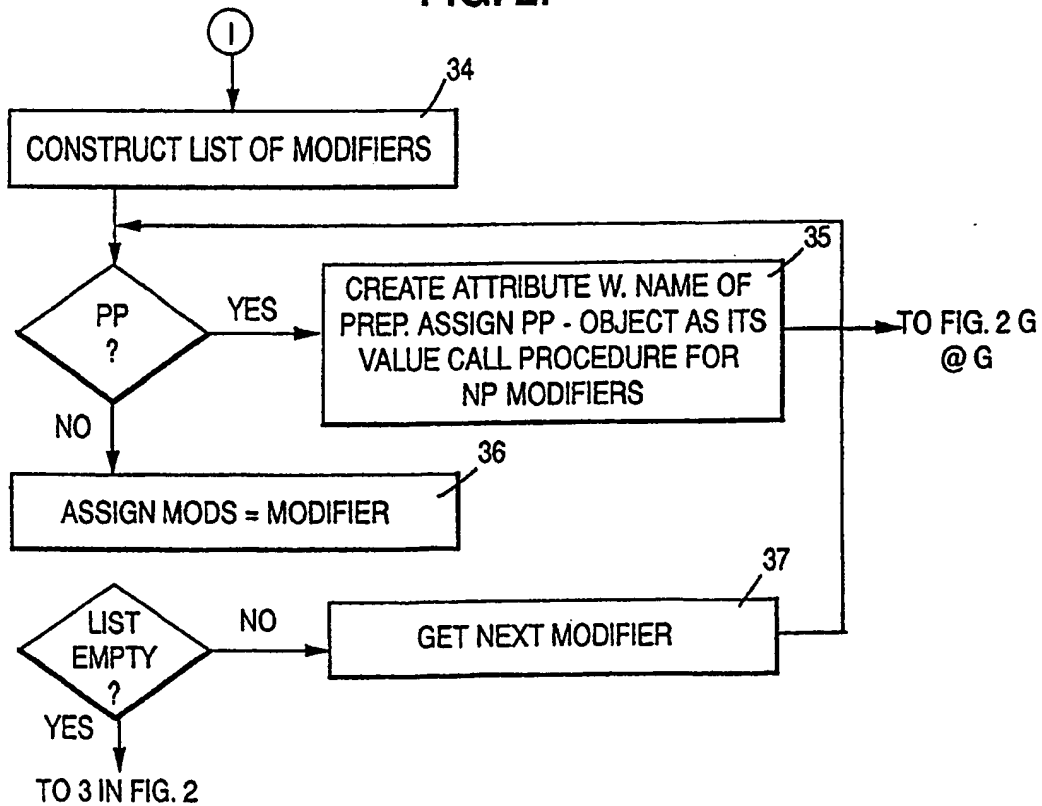 I
34
CONSTRUCT LIST OF MODIFIERS
35
PP
?
YES
CREATE ATTRIBUTE W. NAME OF
PREP. ASSIGN PP - OBJECT AS ITS
VALUE CALL PROCEDURE FOR
NP MODIFIERS
TO FIG. 2 G
@ G
NO
36
ASSIGN MODS = MODIFIER
37
LIST
EMPTY
?
NO
GET NEXT MODIFIER
YES
TO 3 IN FIG. 2